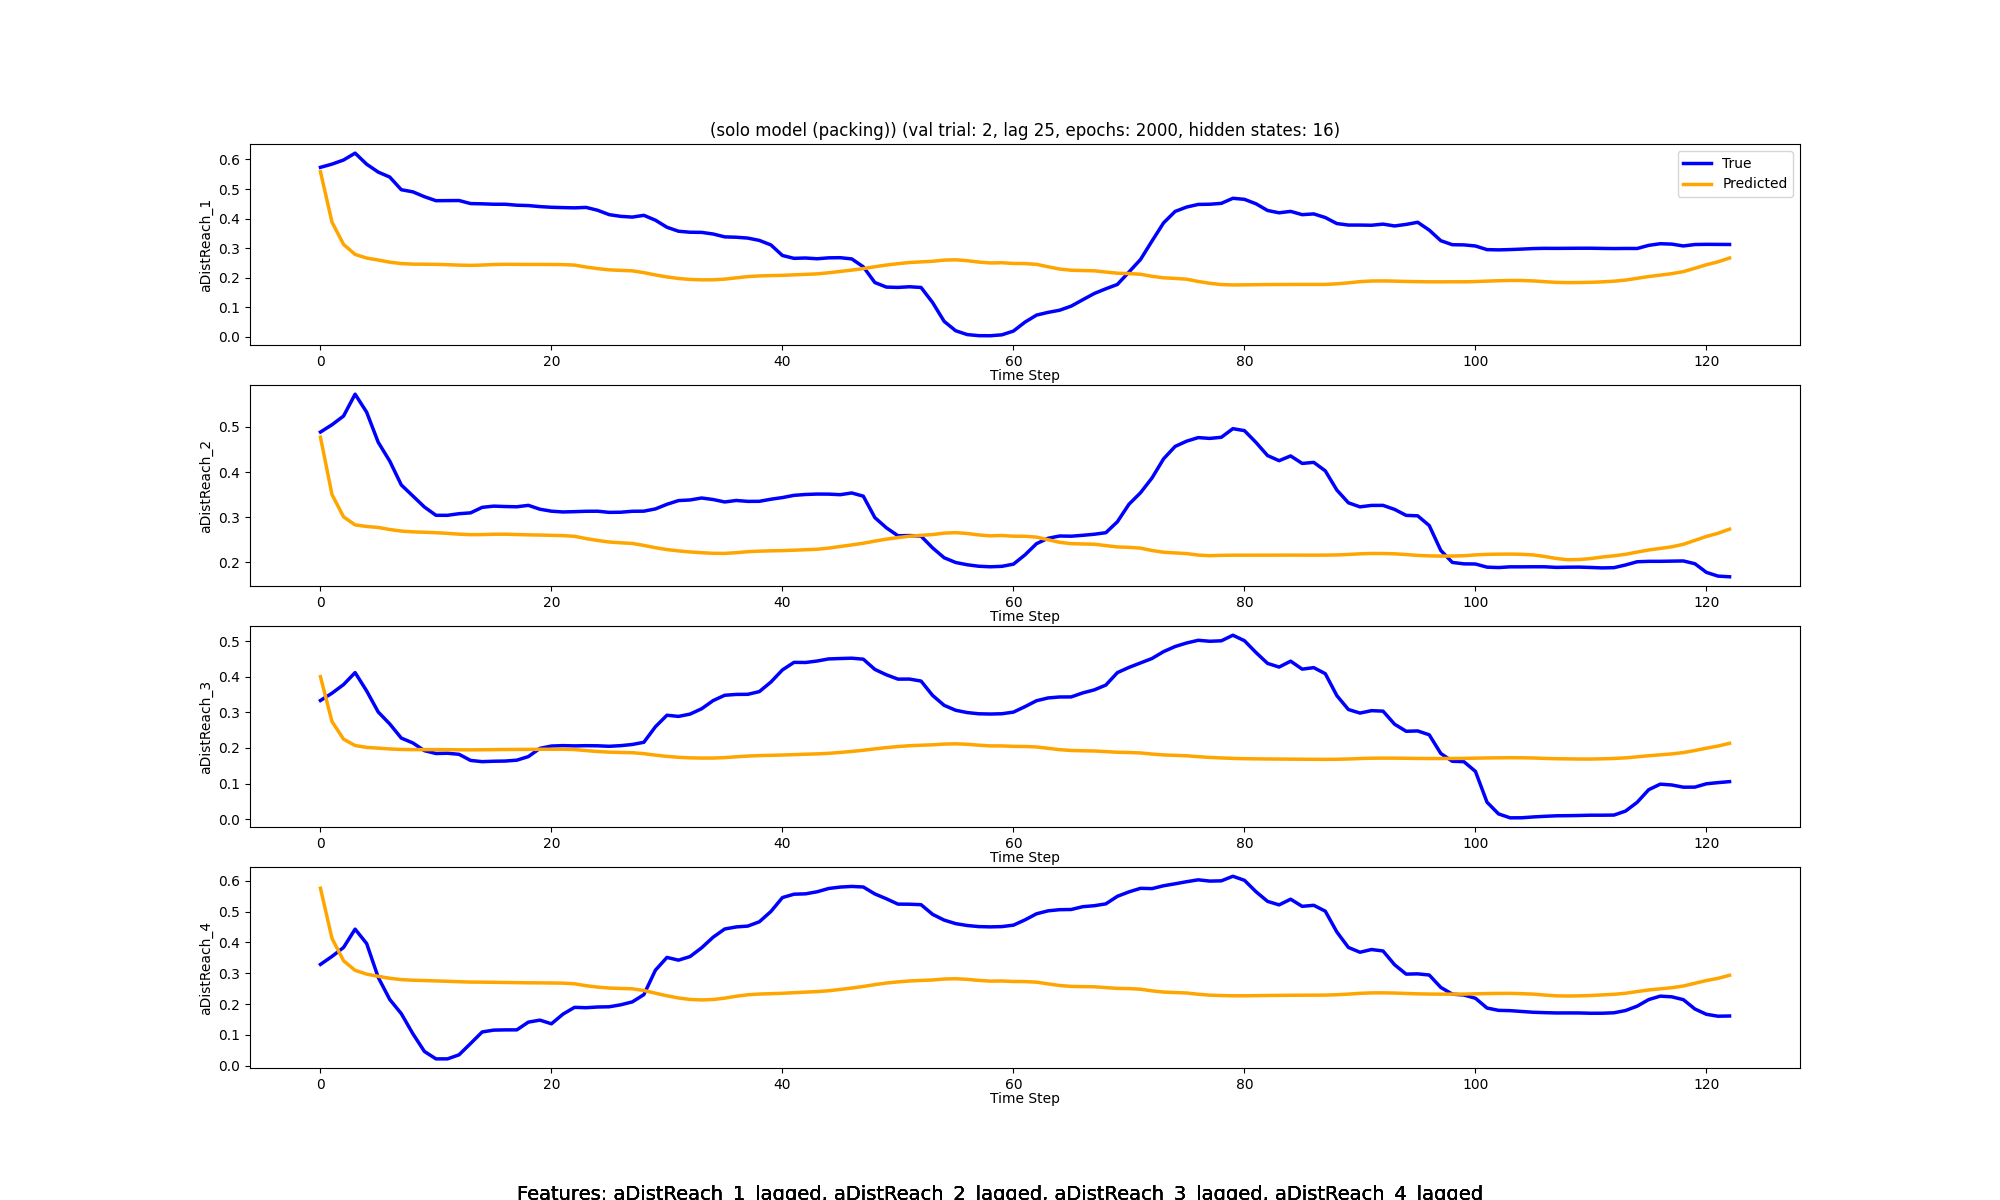 (solo model (packing)) (val trial: 2, lag 25, epochs: 2000, hidden states: 16)
True
Predicted
aDistReach_1
0.6
0.5
0.4
0.3
0.2
0.1
0.0
0 20 40 60 80 100 120
Time Step
aDistReach_2
0.5
0.4
0.3
0.2
0 20 40 60 80 100 120
Time Step
aDistReach_3
0.5
0.4
0.3
0.2
0.1
0.0
0 20 40 60 80 100 120
Time Step
aDistReach_4
0.6
0.5
0.4
0.3
0.2
0.1
0.0
0 20 40 60 80 100 120
Time Step
Features: aDistReach_1_lagged, aDistReach_2_lagged, aDistReach_3_lagged, aDistReach_4_lagged